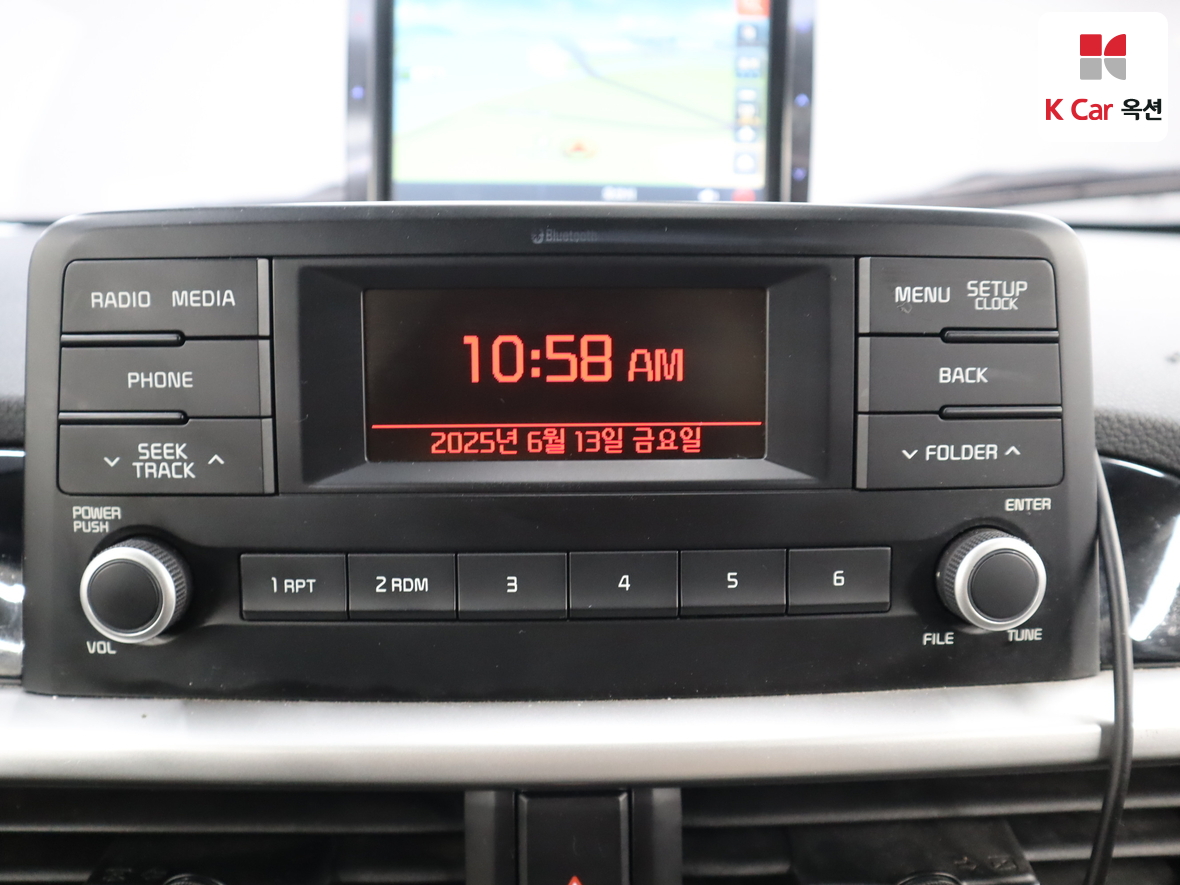 K Car 옥션
Bluetooth
RADIO MEDIA
PHONE
SEEK
TRACK
10:58 AM
2025년 6월 13일 금요일
MENU SETUP
CLOCK
BACK
FOLDER
POWER
PUSH
VOL
1 RPT
2 RDM
3
4
5
6
ENTER
FILE
TUNE